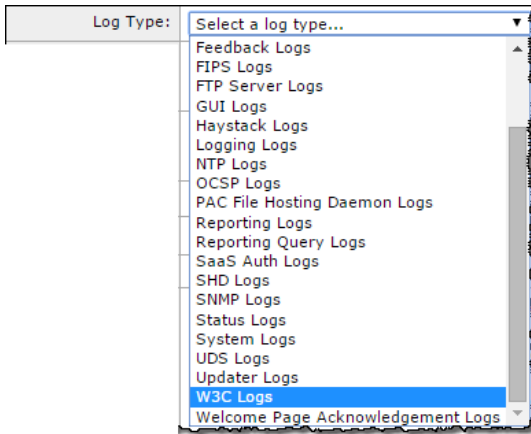 Log Type: Select a log type...
Feedback Logs
FIPS Logs
FTP Server Logs
GUI Logs
Haystack Logs
Logging Logs
NTP Logs
OCSP Logs
PAC File Hosting Daemon Logs
Reporting Logs
Reporting Query Logs
SaaS Auth Logs
SHD Logs
SNMP Logs
Status Logs
System Logs
UDS Logs
Updater Logs
W3C Logs
Welcome Page Acknowledgement Logs